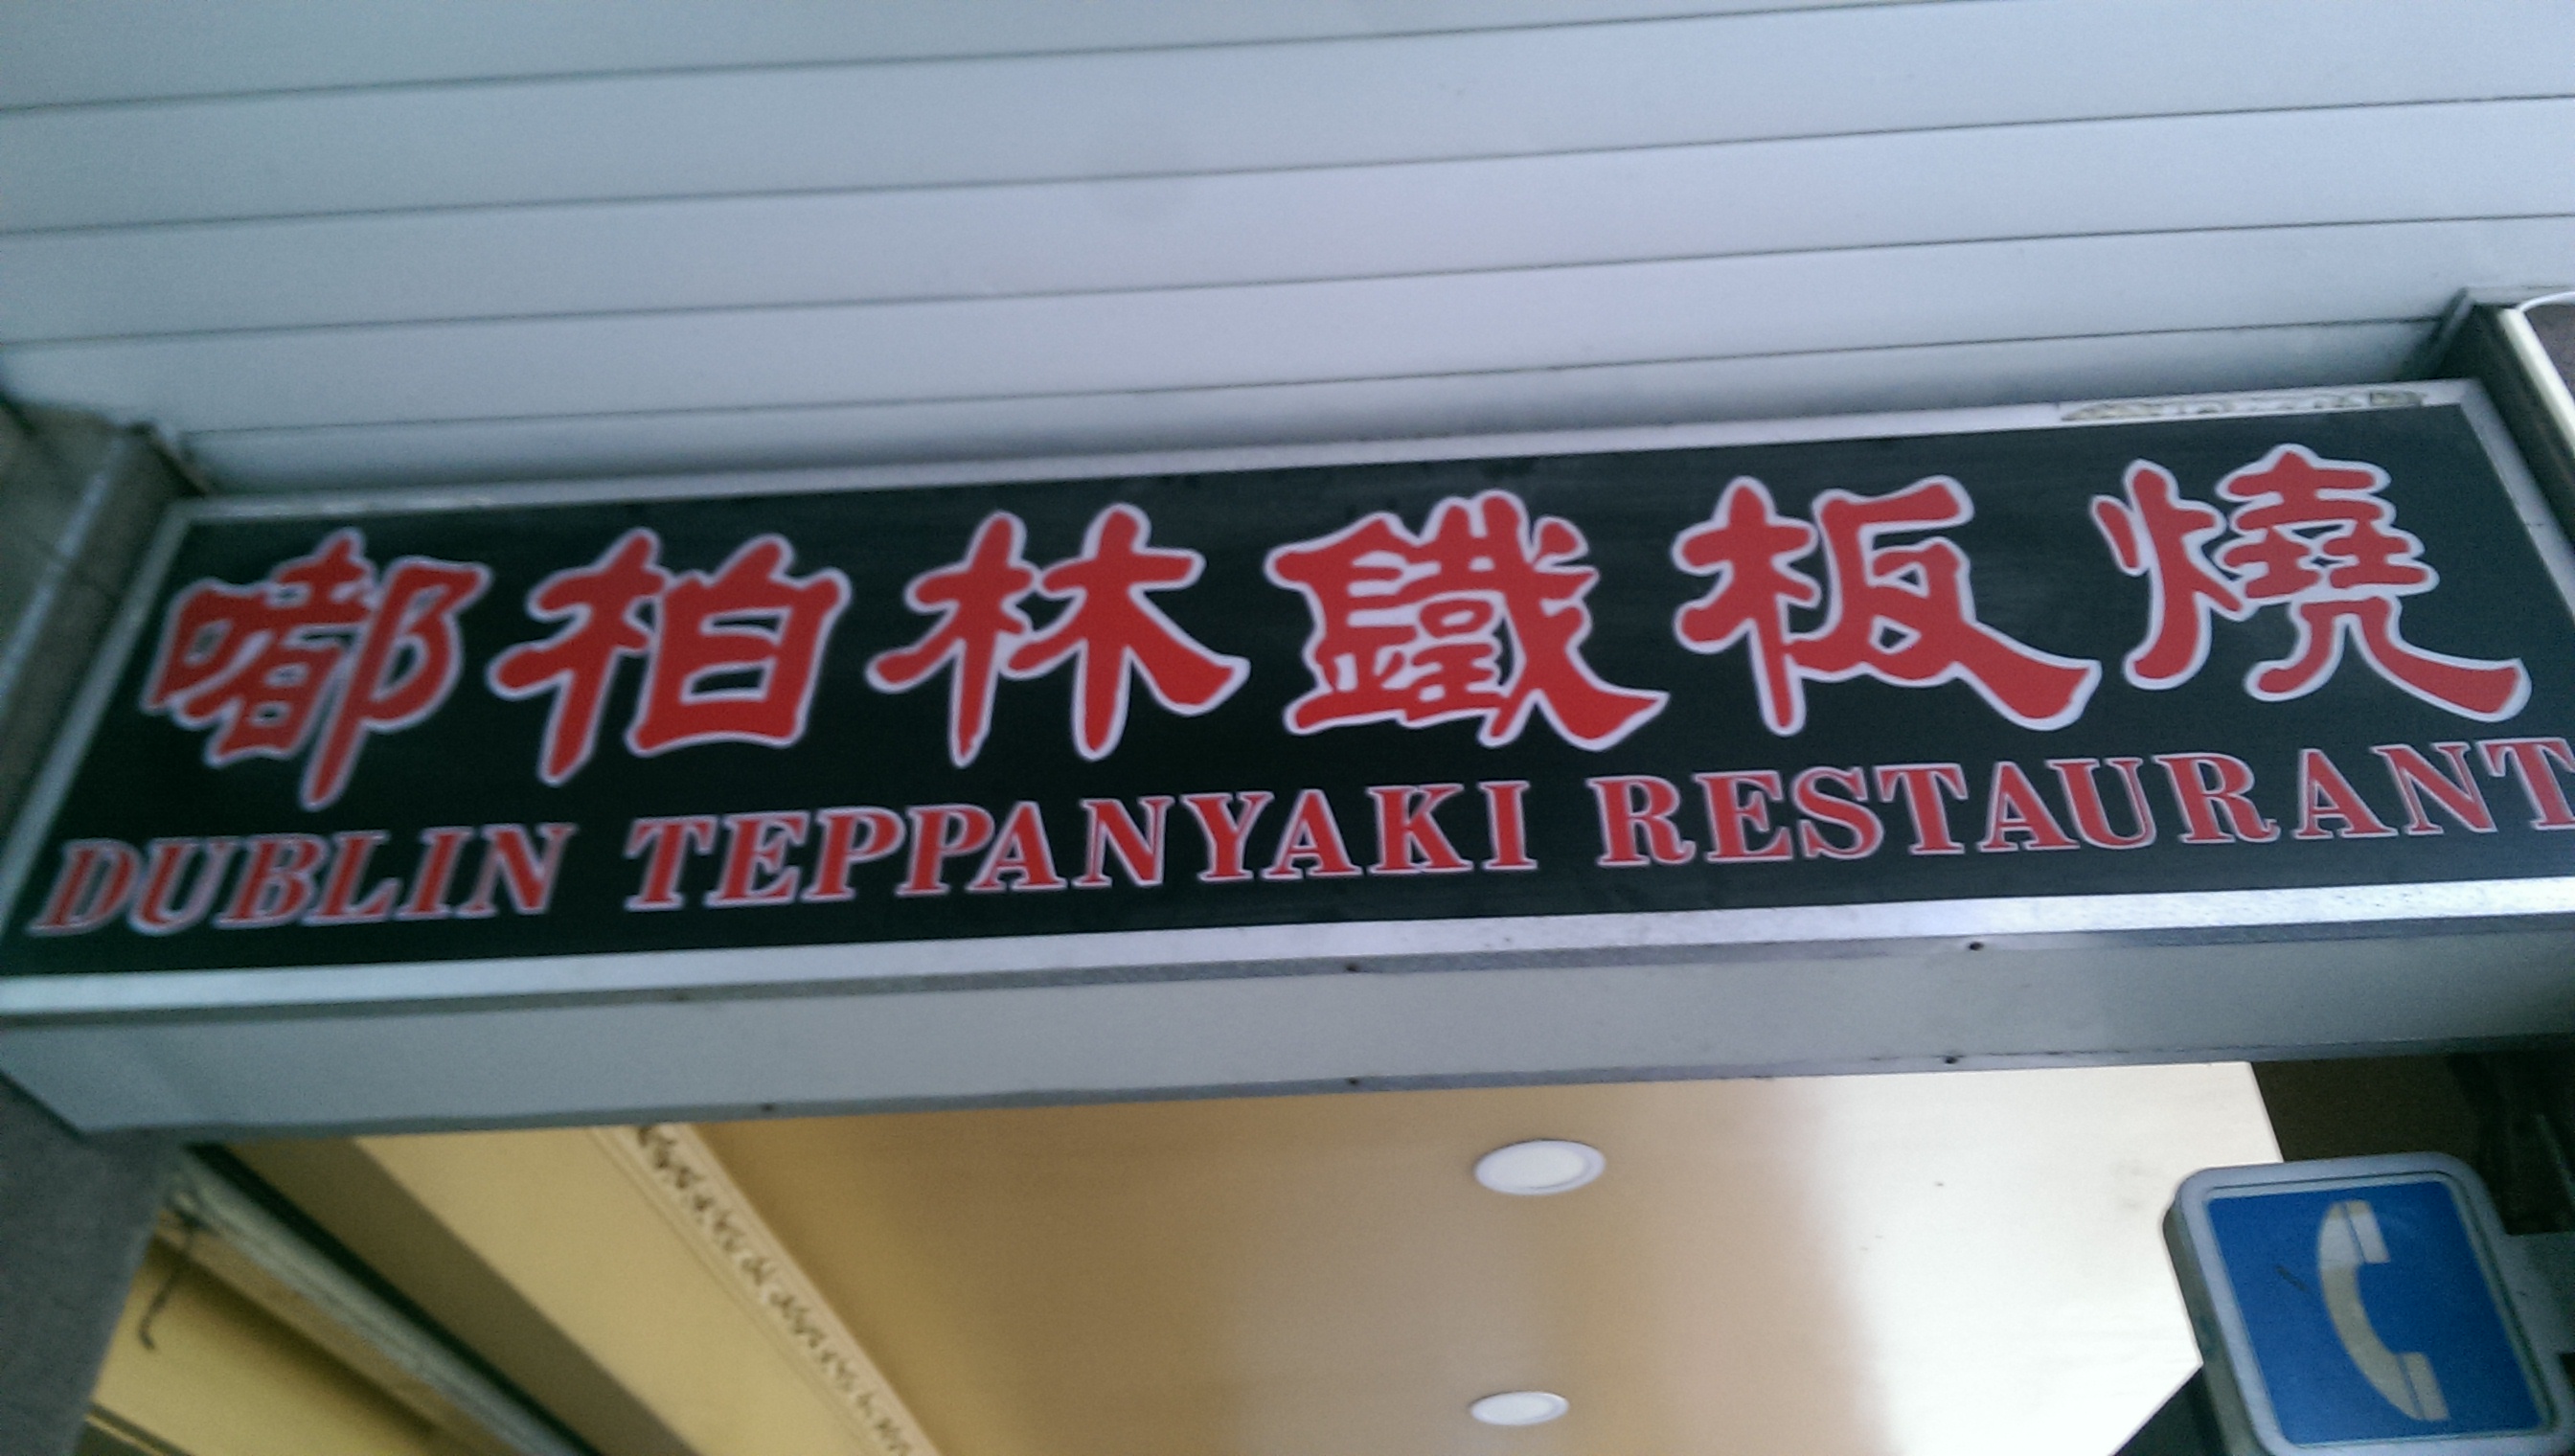 嘟柏林鐵板燒
DUBLIN TEPPANYAKI RESTAURANT